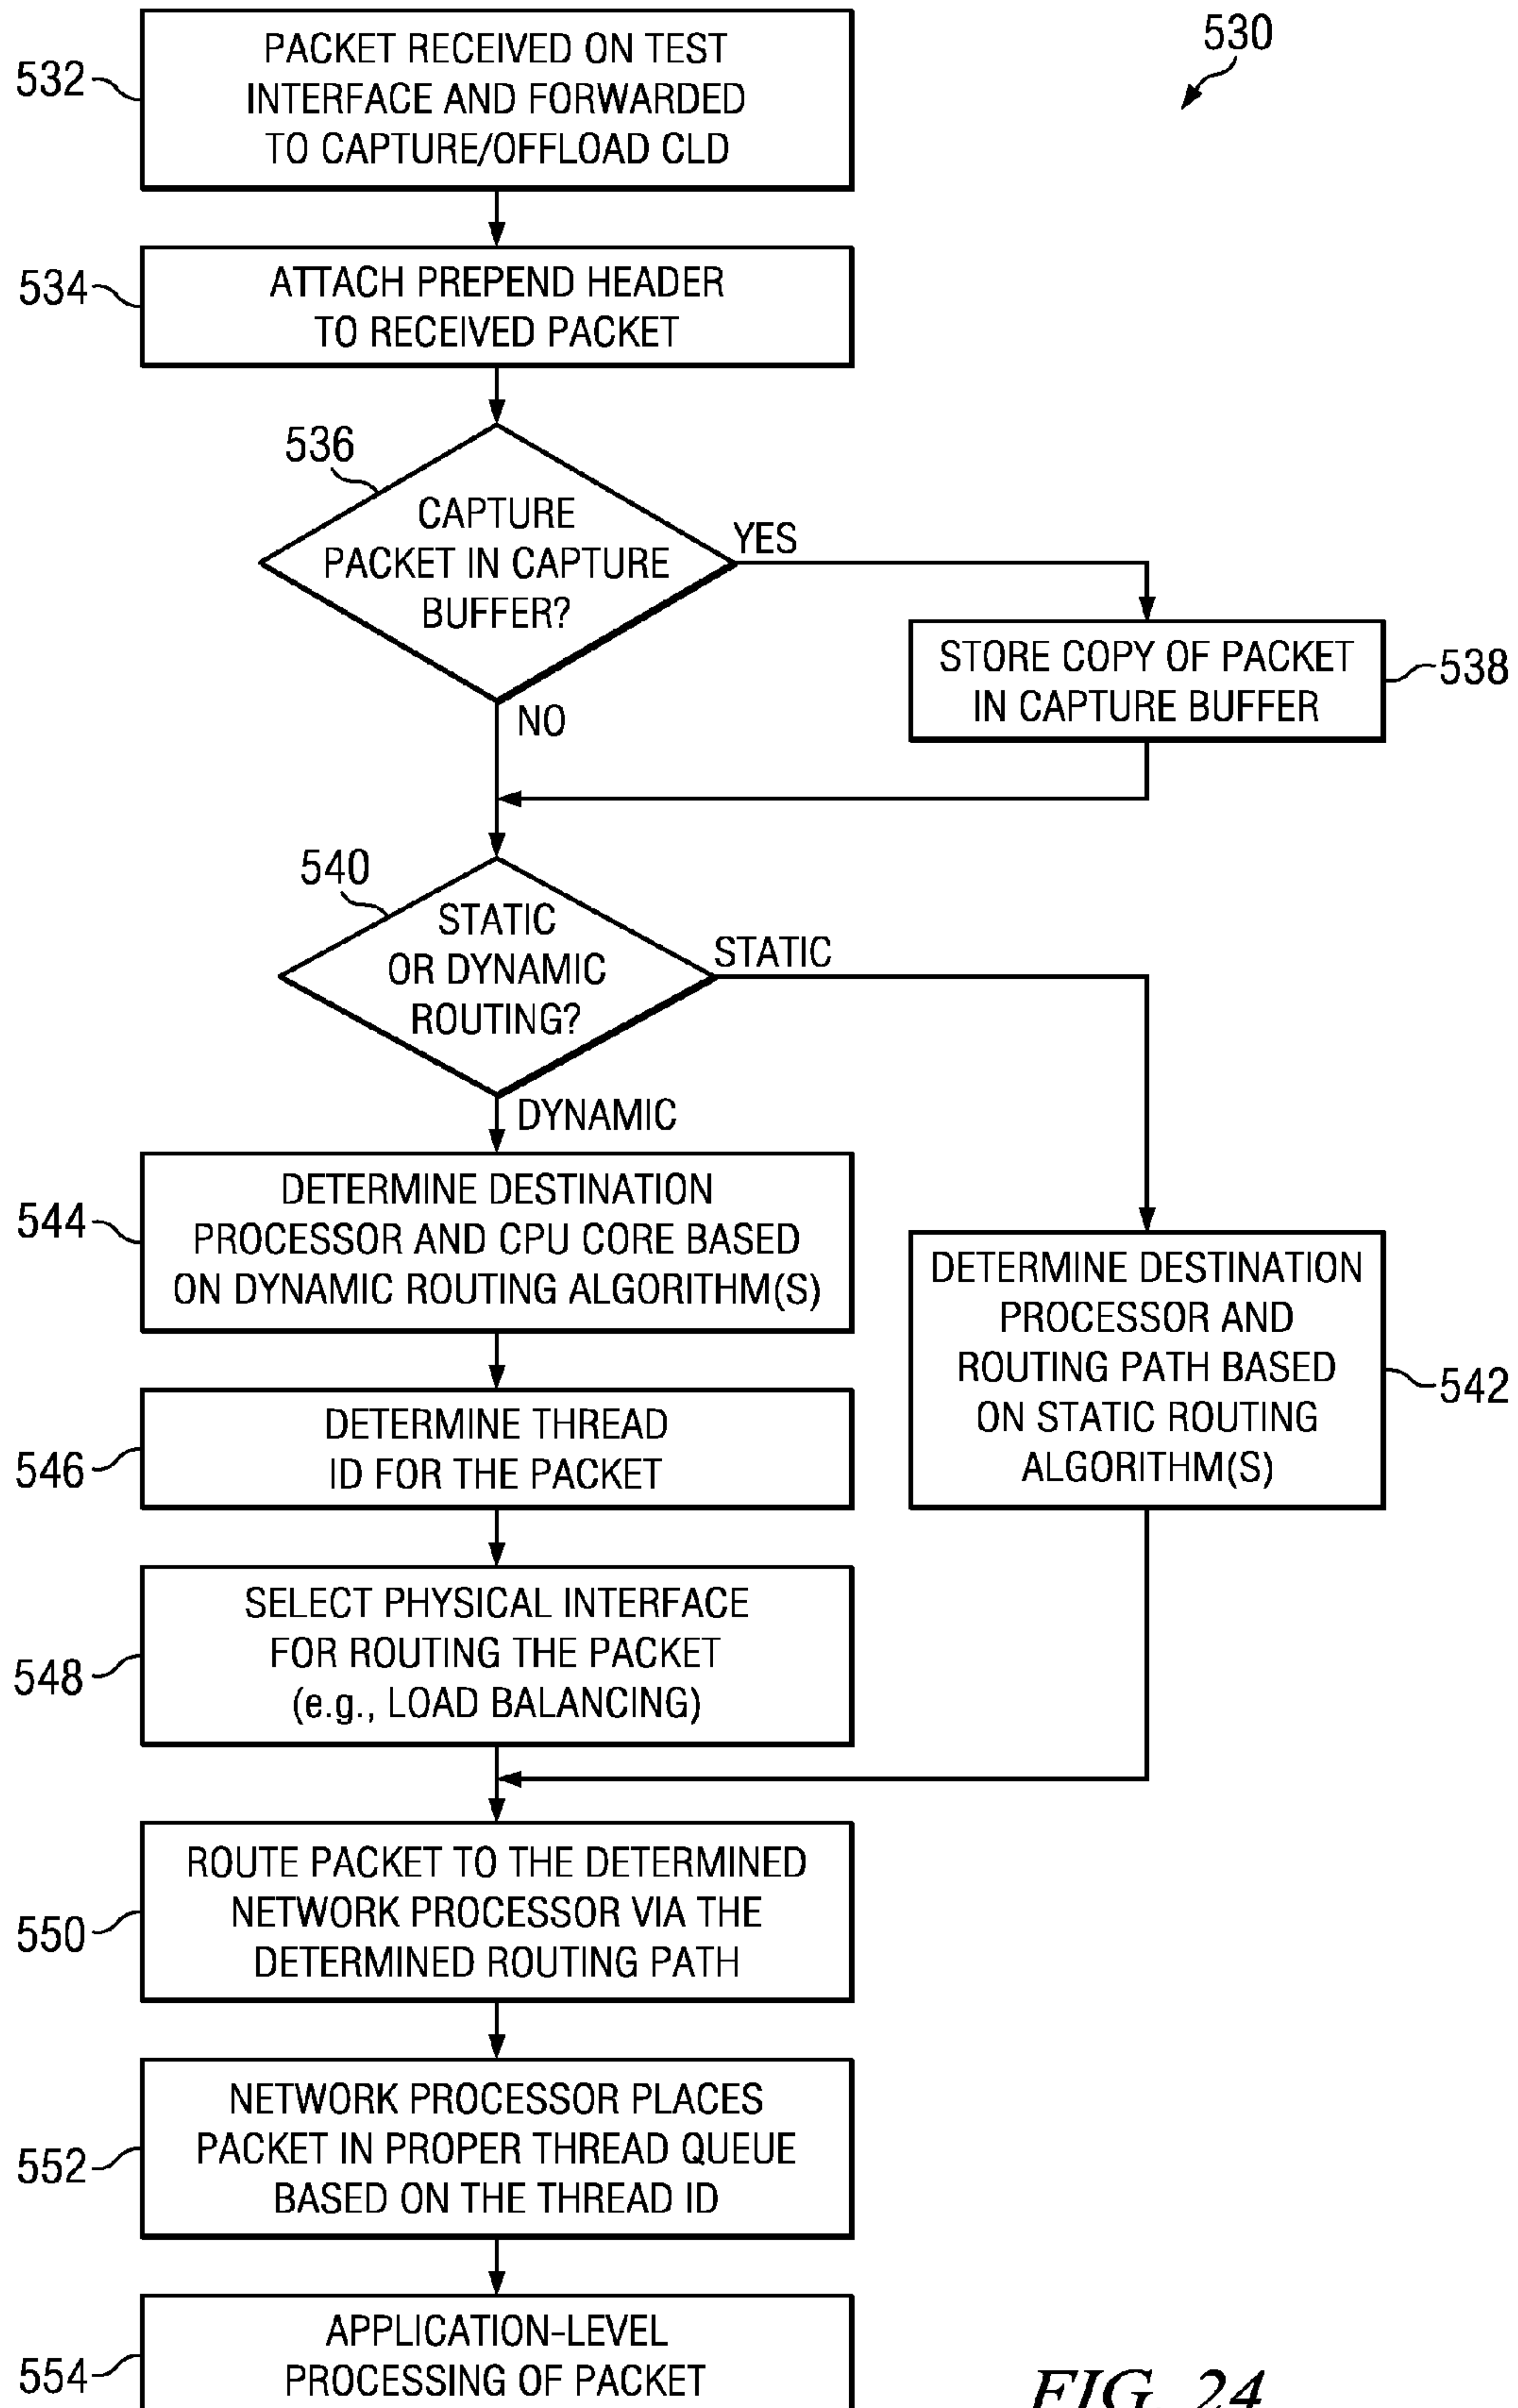 530
532
PACKET RECEIVED ON TEST
INTERFACE AND FORWARDED
TO CAPTURE/OFFLOAD CLD
534
ATTACH PREPEND HEADER
TO RECEIVED PACKET
536
CAPTURE
PACKET IN CAPTURE
BUFFER?
YES
NO
STORE COPY OF PACKET
IN CAPTURE BUFFER
538
540
STATIC
OR DYNAMIC
ROUTING?
STATIC
DYNAMIC
544
DETERMINE DESTINATION
PROCESSOR AND CPU CORE BASED
ON DYNAMIC ROUTING ALGORITHM(S)
DETERMINE DESTINATION
PROCESSOR AND
ROUTING PATH BASED
ON STATIC ROUTING
ALGORITHM(S)
542
546
DETERMINE THREAD
ID FOR THE PACKET
548
SELECT PHYSICAL INTERFACE
FOR ROUTING THE PACKET
(e.g., LOAD BALANCING)
550
ROUTE PACKET TO THE DETERMINED
NETWORK PROCESSOR VIA THE
DETERMINED ROUTING PATH
552
NETWORK PROCESSOR PLACES
PACKET IN PROPER THREAD QUEUE
BASED ON THE THREAD ID
554
APPLICATION-LEVEL
PROCESSING OF PACKET
FIG. 24